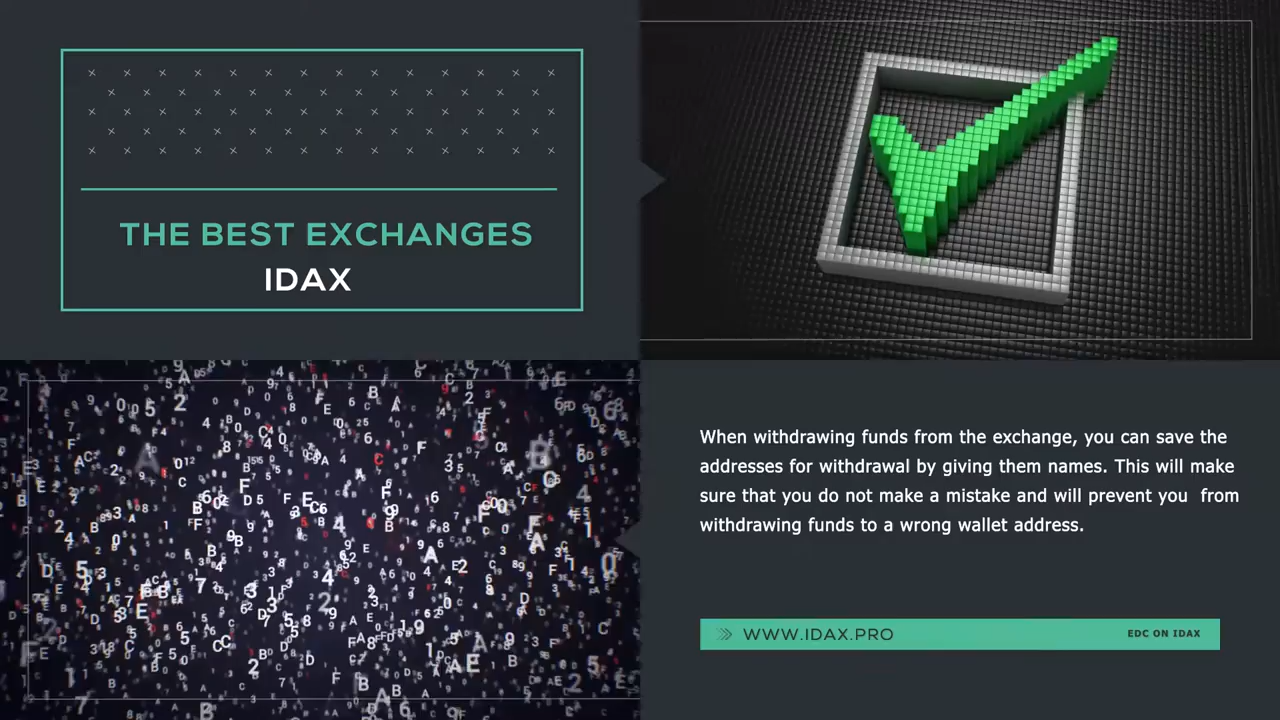 THE BEST EXCHANGES
IDAX
When withdrawing funds from the exchange, you can save the
addresses for withdrawal by giving them names. This will make
sure that you do not make a mistake and will prevent you  from
withdrawing funds to a wrong wallet address.
WWW.IDAX.PRO
EDC ON IDAX